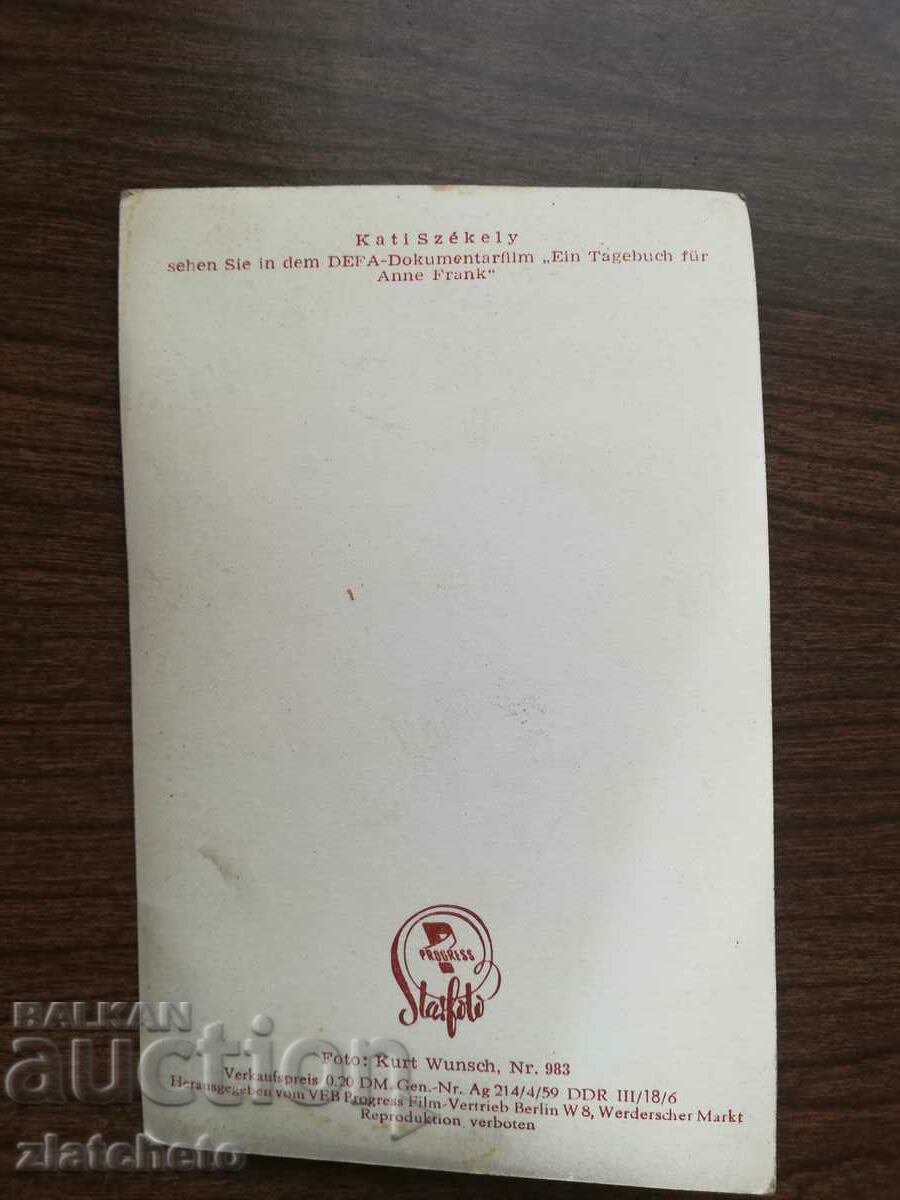 Kati Székely
sehen Sie in dem DEFA-Dokumentarfilm „Ein Tagebuch für
Anne Frank“
PROGRESS
Starfoto
Foto: Kurt Wunsch, Nr. 983
Verkaufspreis 0.20 DM Gen.-Nr. Ag 214/4/59 DDR III/18/6
Herausgegeben vom VEB Progress Film-Vertrieb Berlin W 8, Werderscher Markt
Reproduktion verboten
BALKAN
auction
zlatcheto